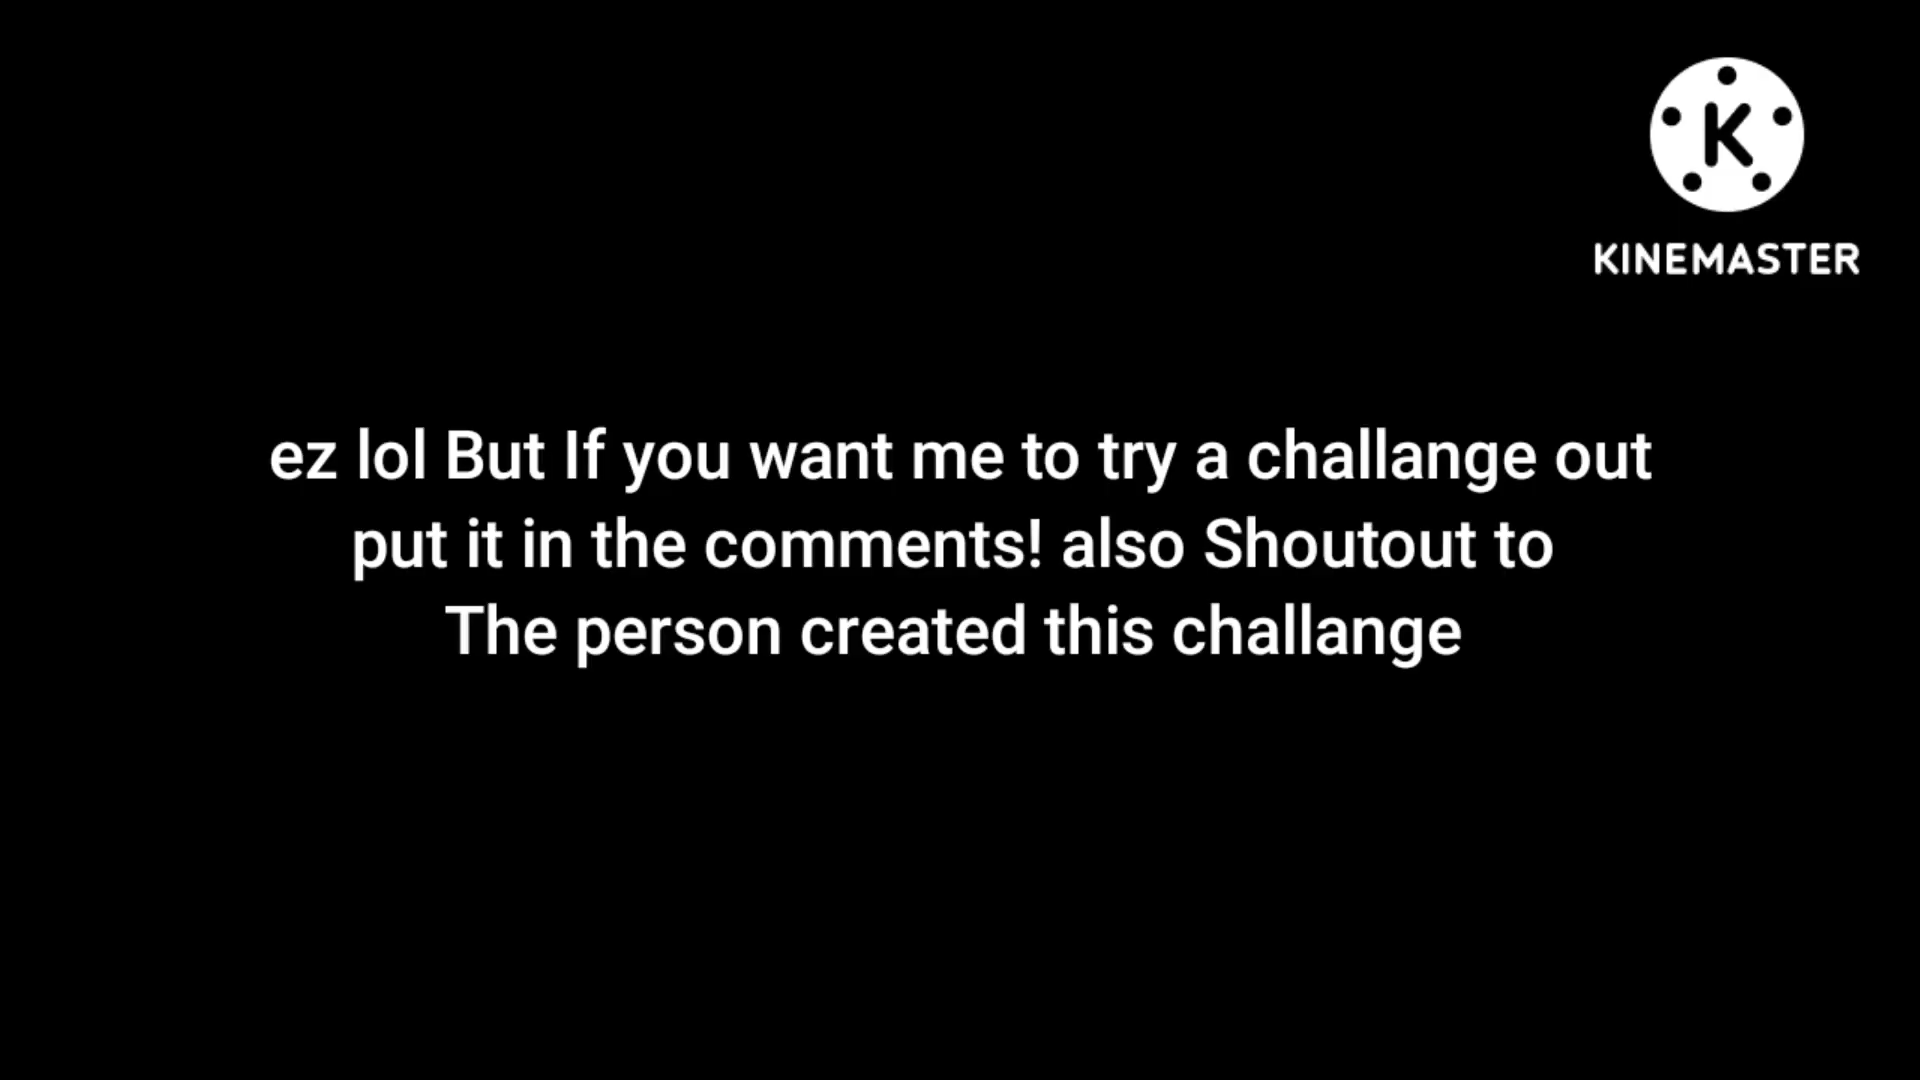 K
KINEMASTER
ez lol But If you want me to try a challange out
put it in the comments! also Shoutout to
The person created this challange